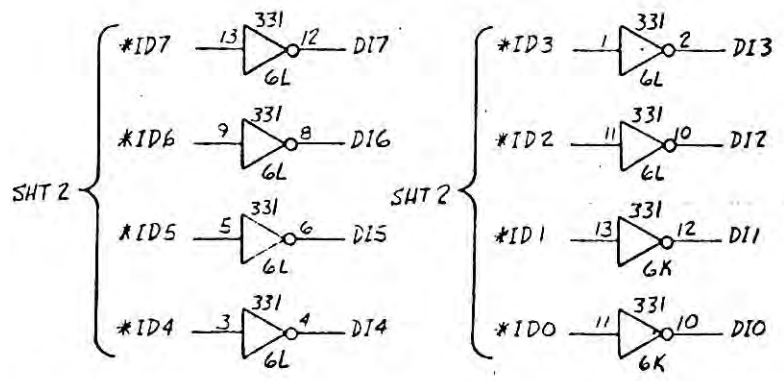 331
*ID7 13 12 DI7
6L
331
*ID6 9 8 DI6
6L
SHT 2
331
*ID5 5 6 DI5
6L
331
*ID4 3 4 DI4
6L
331
*ID3 1 2 DI3
6L
331
*ID2 11 10 DI2
6L
SHT 2
331
*ID1 13 12 DI1
6K
331
*ID0 11 10 DI0
6K